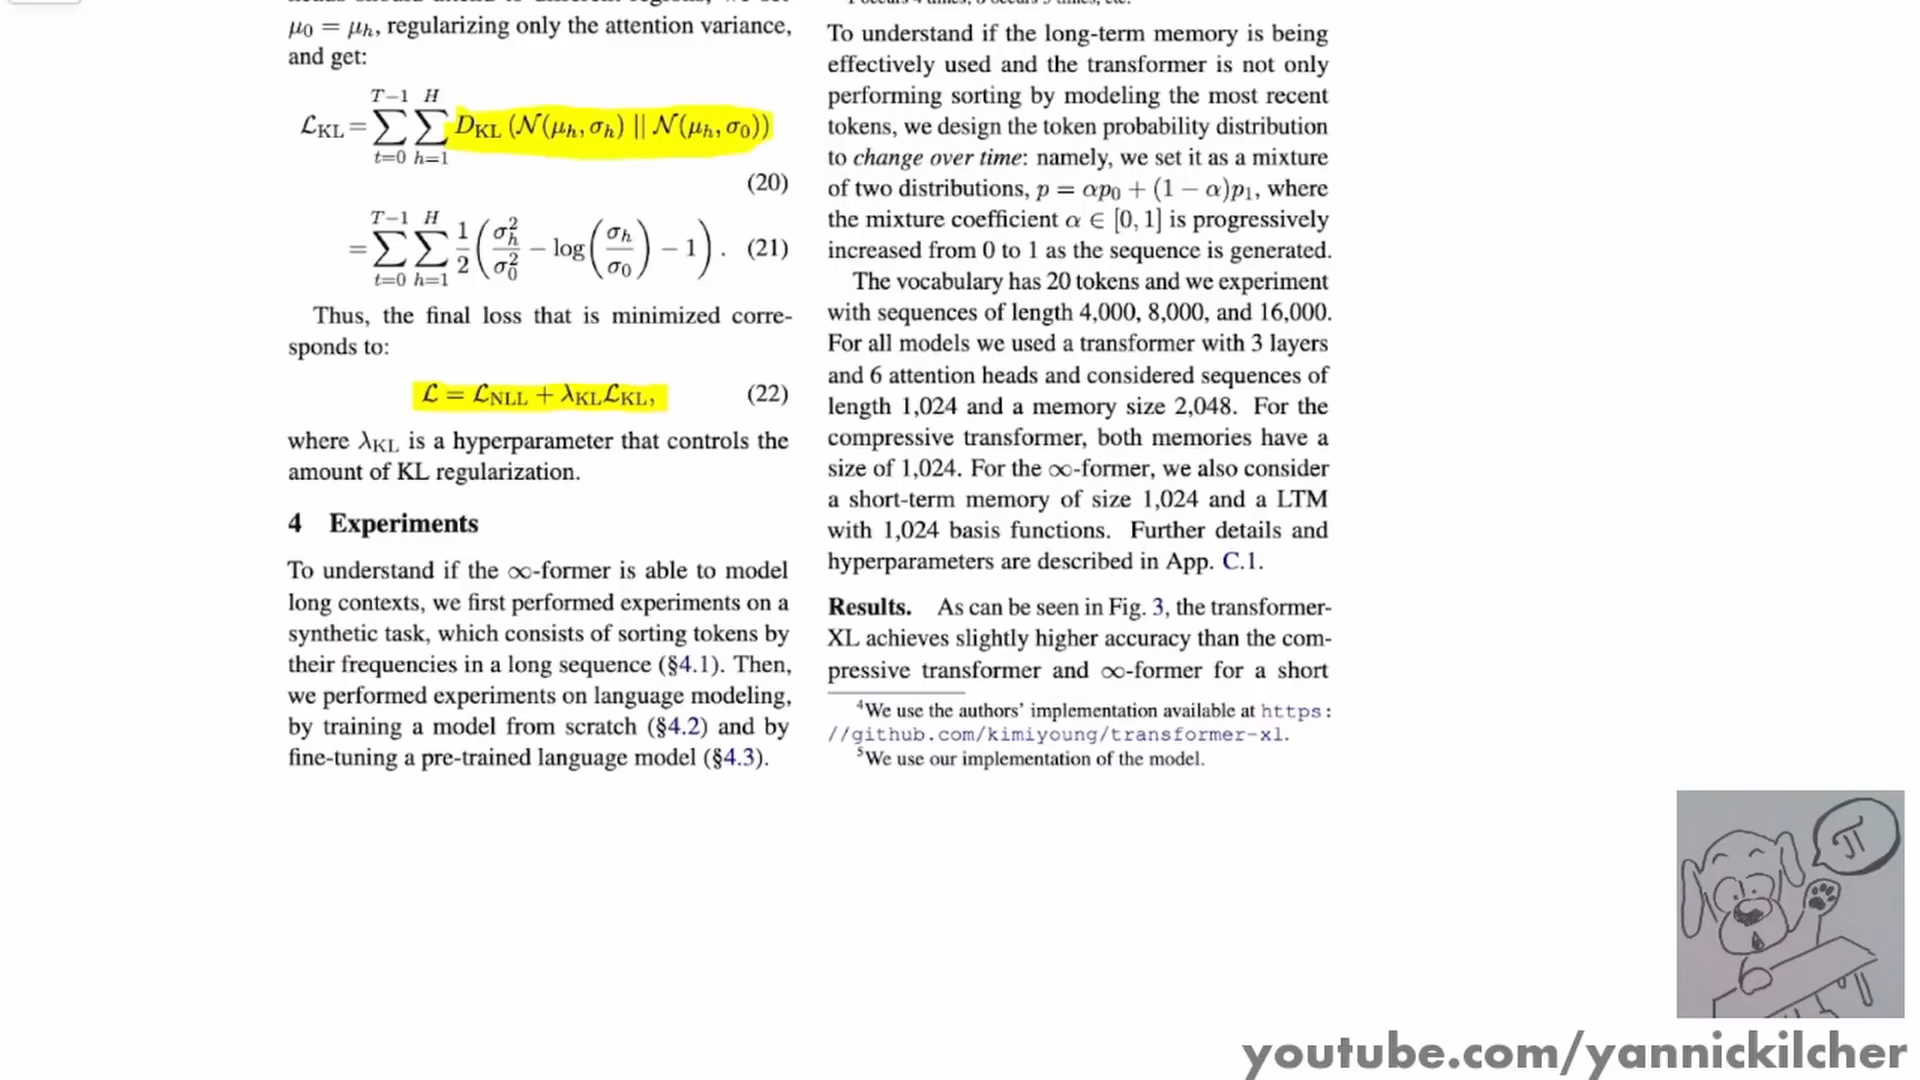 μ₀ = μₕ, regularizing only the attention variance,
and get:
ℒ_KL = ∑_{t=0}^{T−1} ∑_{h=1}^{H} D_KL (𝒩(μₕ, σₕ) || 𝒩(μₕ, σ₀))
(20)
= ∑_{t=0}^{T−1} ∑_{h=1}^{H} 1/2 (σₕ²/σ₀² − log(σₕ/σ₀) − 1). (21)
Thus, the final loss that is minimized corre-
sponds to:
ℒ = ℒ_NLL + λ_KL ℒ_KL, (22)
where λ_KL is a hyperparameter that controls the
amount of KL regularization.
4 Experiments
To understand if the ∞-former is able to model
long contexts, we first performed experiments on a
synthetic task, which consists of sorting tokens by
their frequencies in a long sequence (§4.1). Then,
we performed experiments on language modeling,
by training a model from scratch (§4.2) and by
fine-tuning a pre-trained language model (§4.3).
To understand if the long-term memory is being
effectively used and the transformer is not only
performing sorting by modeling the most recent
tokens, we design the token probability distribution
to change over time: namely, we set it as a mixture
of two distributions, p = αp₀ + (1 − α)p₁, where
the mixture coefficient α ∈ [0, 1] is progressively
increased from 0 to 1 as the sequence is generated.
The vocabulary has 20 tokens and we experiment
with sequences of length 4,000, 8,000, and 16,000.
For all models we used a transformer with 3 layers
and 6 attention heads and considered sequences of
length 1,024 and a memory size 2,048. For the
compressive transformer, both memories have a
size of 1,024. For the ∞-former, we also consider
a short-term memory of size 1,024 and a LTM
with 1,024 basis functions. Further details and
hyperparameters are described in App. C.1.
Results. As can be seen in Fig. 3, the transformer-
XL achieves slightly higher accuracy than the com-
pressive transformer and ∞-former for a short
⁴We use the authors' implementation available at https:
//github.com/kimiyoung/transformer-xl.
⁵We use our implementation of the model.
π
youtube.com/yannickilcher